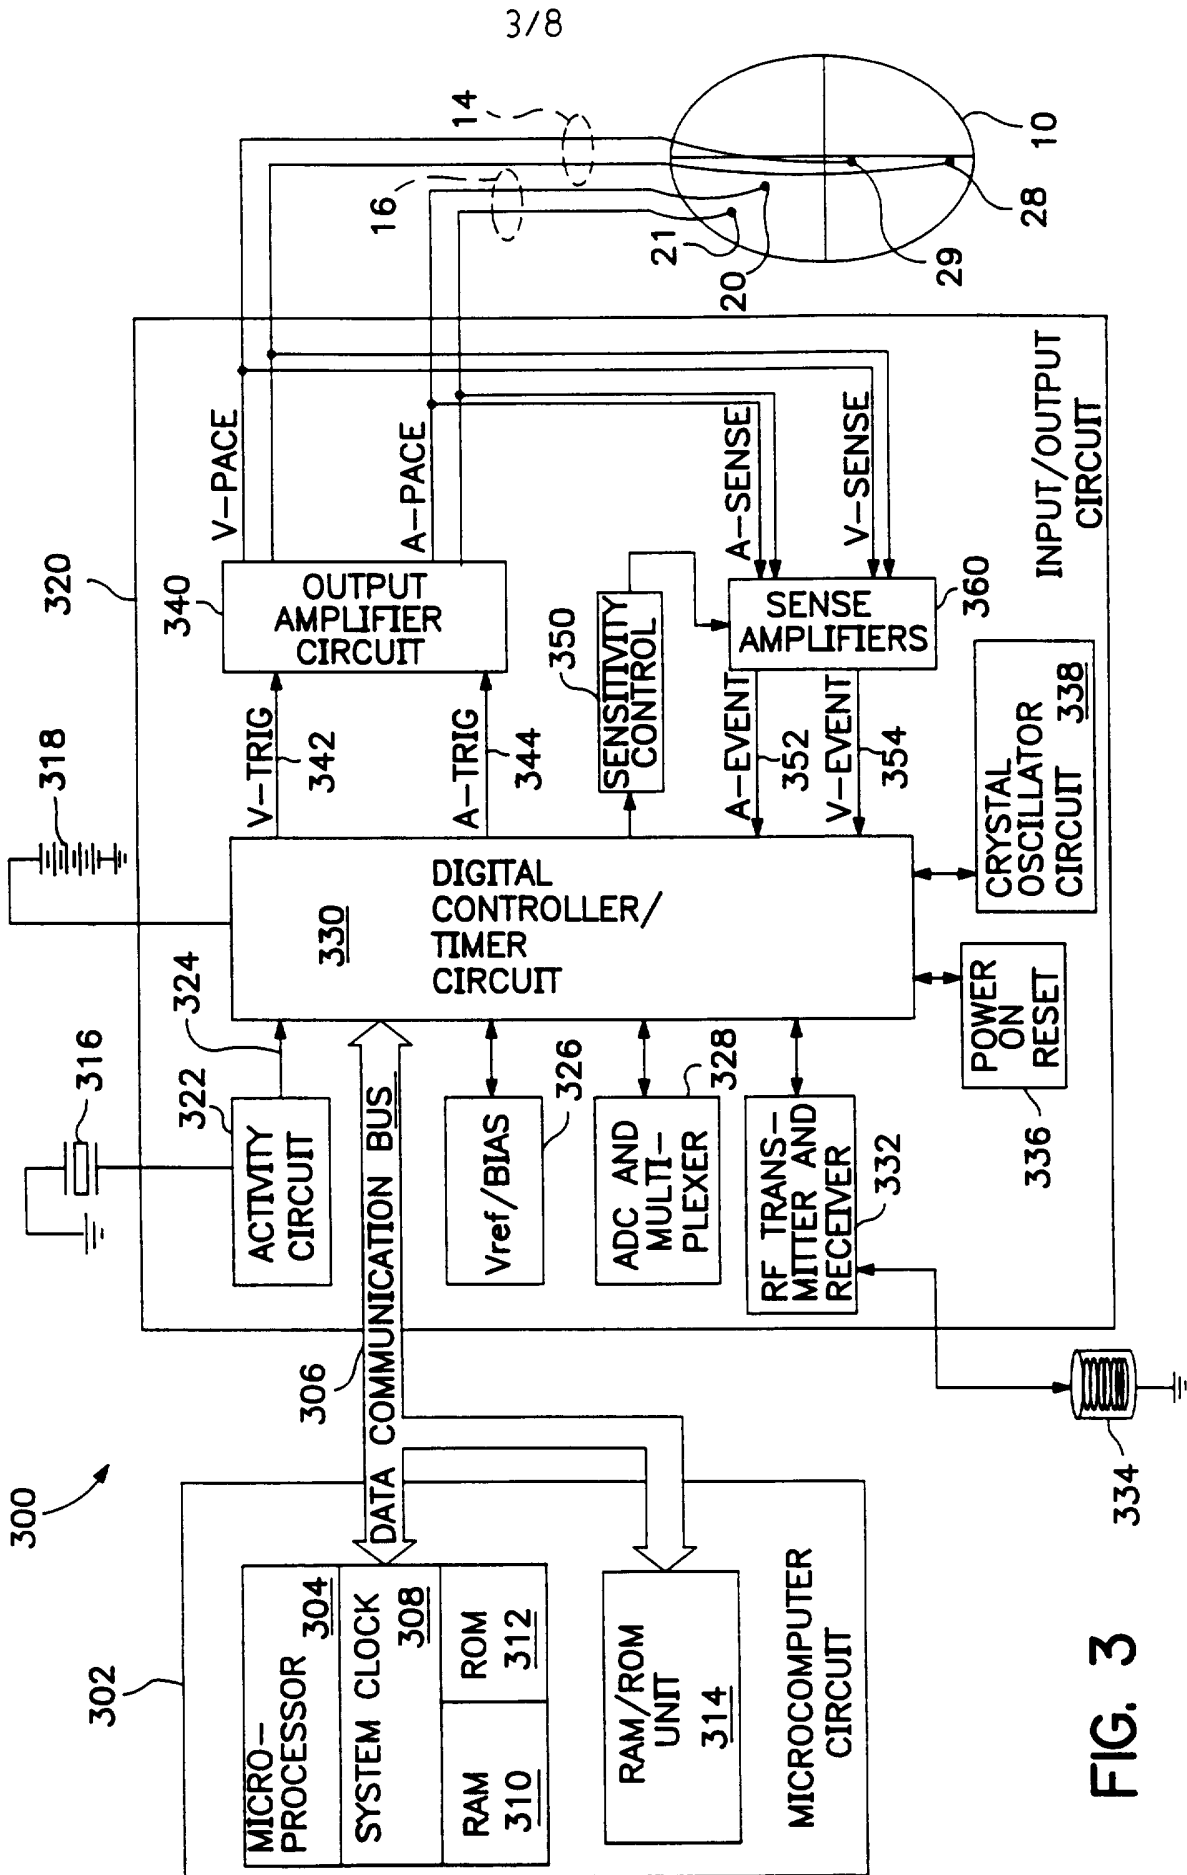 3/8
300
302
MICRO-
PROCESSOR 304
SYSTEM CLOCK
308
RAM
310
ROM
312
RAM/ROM
UNIT
314
MICROCOMPUTER
CIRCUIT
DATA COMMUNICATION BUS
306
316
318
320
322
ACTIVITY
CIRCUIT
324
Vref/BIAS
326
ADC AND
MULTI-
PLEXER
328
RF TRANS-
MITTER AND
RECEIVER
332
334
336
POWER
ON
RESET
CRYSTAL
OSCILLATOR
CIRCUIT 338
330
DIGITAL
CONTROLLER/
TIMER
CIRCUIT
V-TRIG
342
A-TRIG
344
340
OUTPUT
AMPLIFIER
CIRCUIT
V-PACE
A-PACE
350
SENSITIVITY
CONTROL
A-EVENT
352
V-EVENT
354
SENSE
AMPLIFIERS
360
A-SENSE
V-SENSE
INPUT/OUTPUT
CIRCUIT
14
16
21
20
29
28
10
FIG. 3